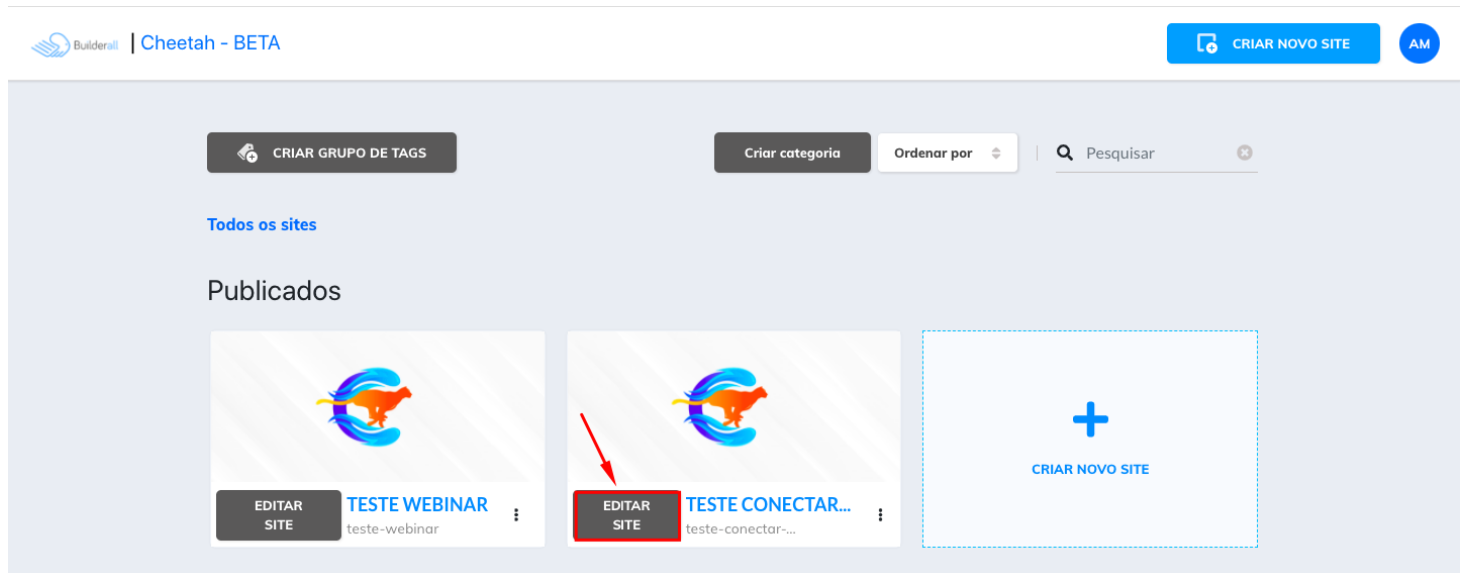 Builderall | Cheetah - BETA
CRIAR NOVO SITE
AM
CRIAR GRUPO DE TAGS
Criar categoria
Ordenar por
Pesquisar
Todos os sites
Publicados
EDITAR
SITE
TESTE WEBINAR
teste-webinar
EDITAR
SITE
TESTE CONECTAR...
teste-conectar-...
CRIAR NOVO SITE